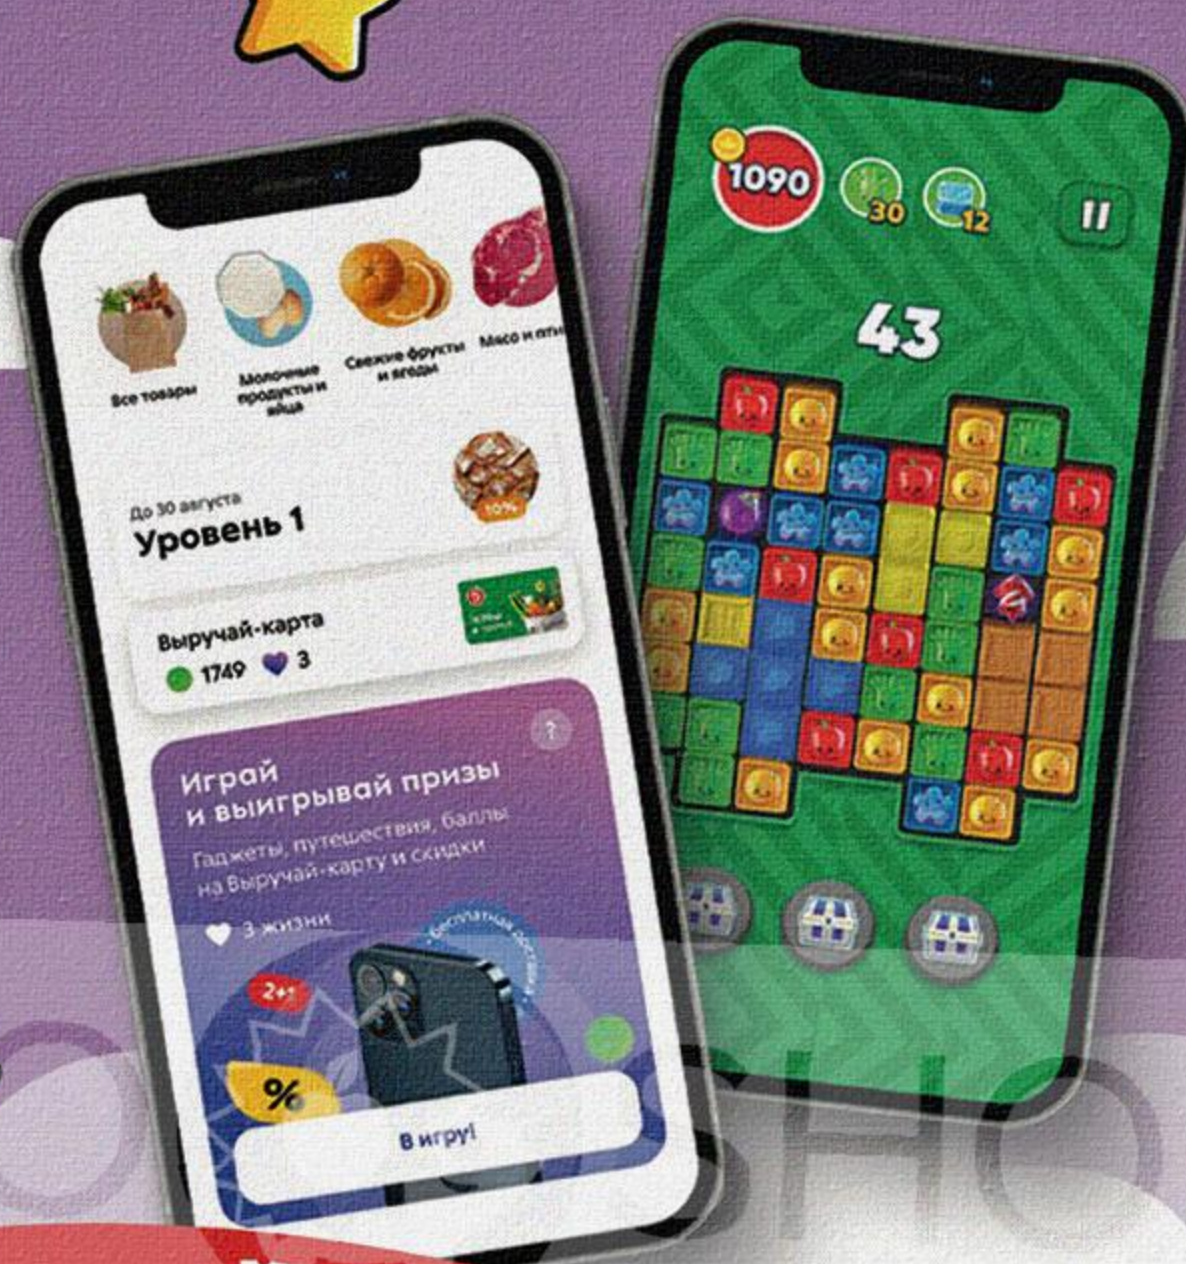 Все товары
Молочные
продукты и
яйца
Свежие фрукты
и ягоды
Мясо и пти
До 30 августа
Уровень 1
10%
Выручай-карта
1749 3
Играй
и выигрывай призы
?
Гаджеты, путешествия, баллы
на Выручай-карту и скидки
3 жизни
бесплатная доставка
2+1
%
В игру!
1090
30
12
43
SHO